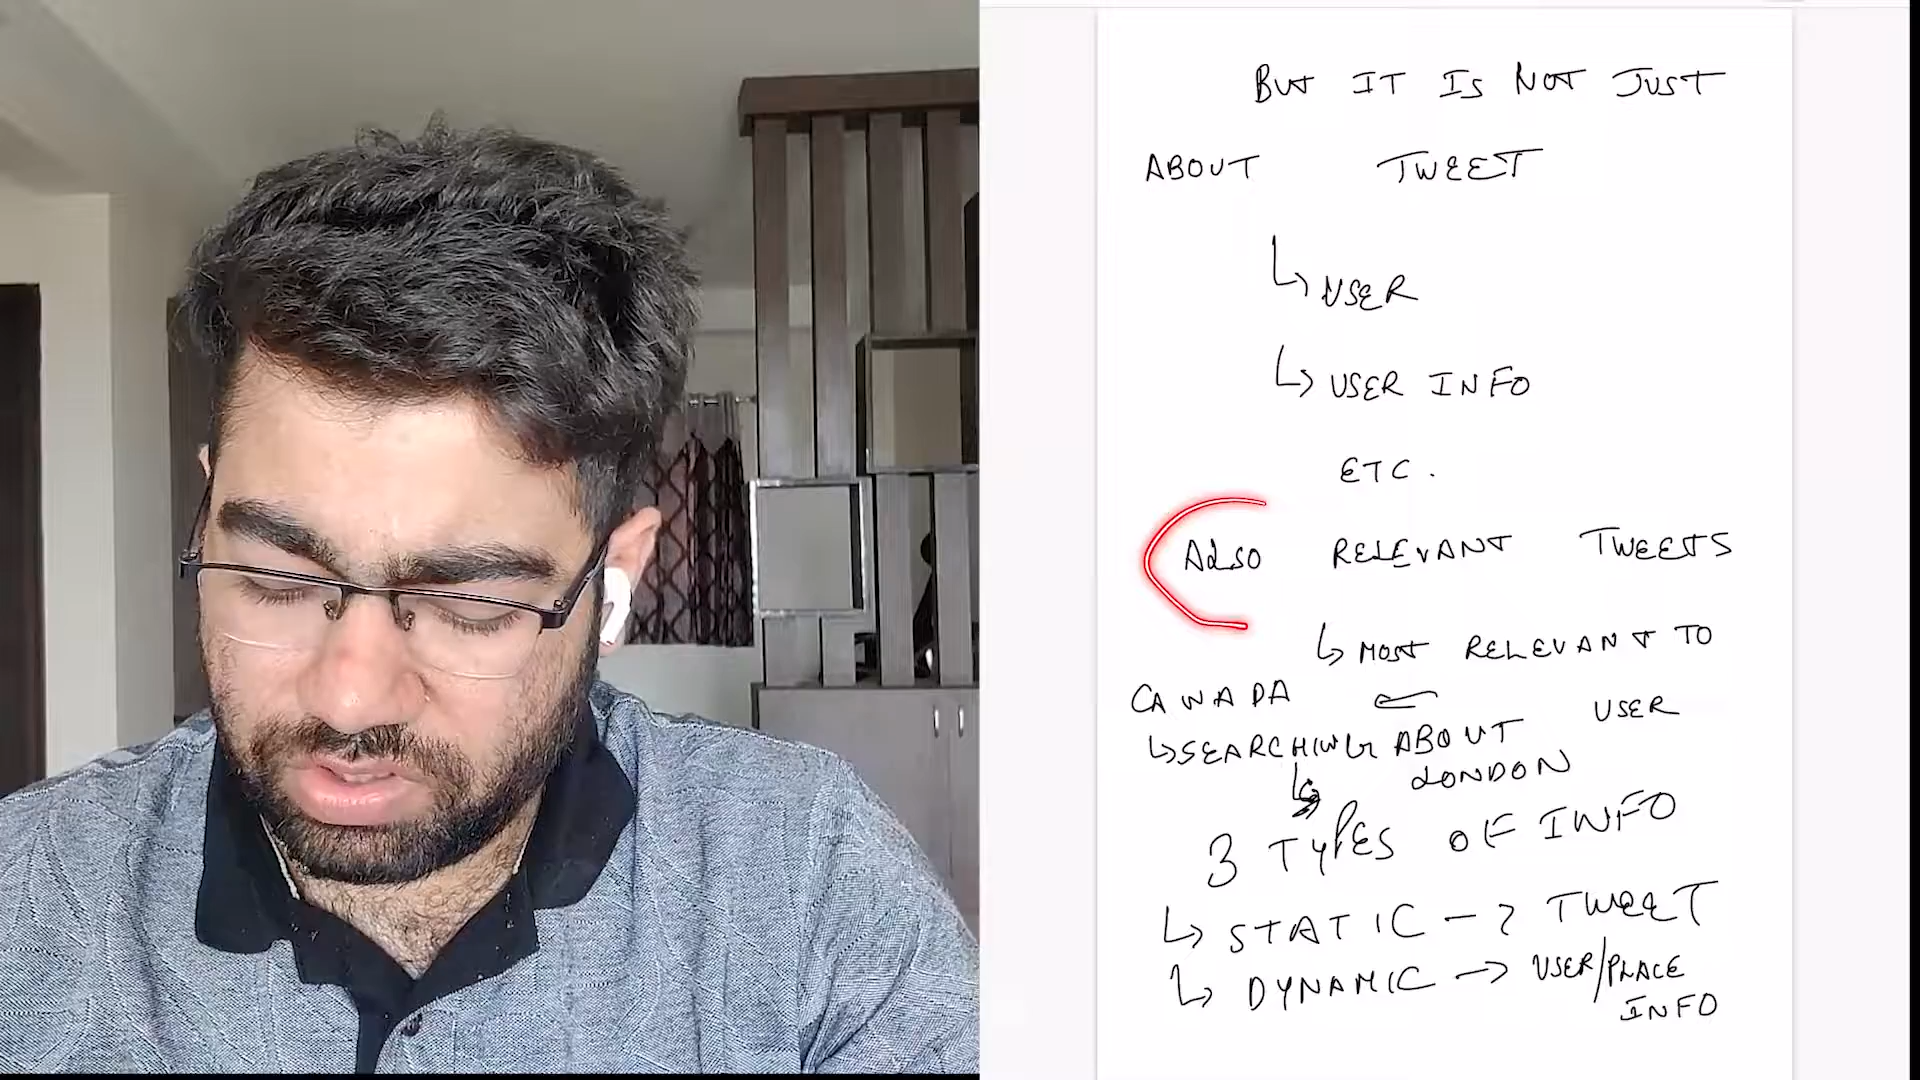 BUT IT IS NOT JUST
ABOUT TWEET
USER
USER INFO
ETC.
ALSO RELEVANT TWEETS
MOST RELEVANT TO
USER
CANADA
SEARCHING ABOUT
LONDON
3 TYPES OF INFO
STATIC - ? TWEET
DYNAMIC → USER/PLACE
INFO